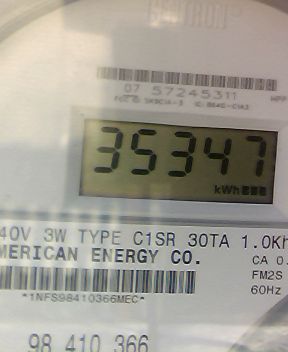 07 57245311
35347
kWh
40V 3W TYPE C1SR 30TA 1.0Kh
MERICAN ENERGY CO.
CA 0.
FM2S
60Hz
*1NFS98410366MEC*
98 410 366